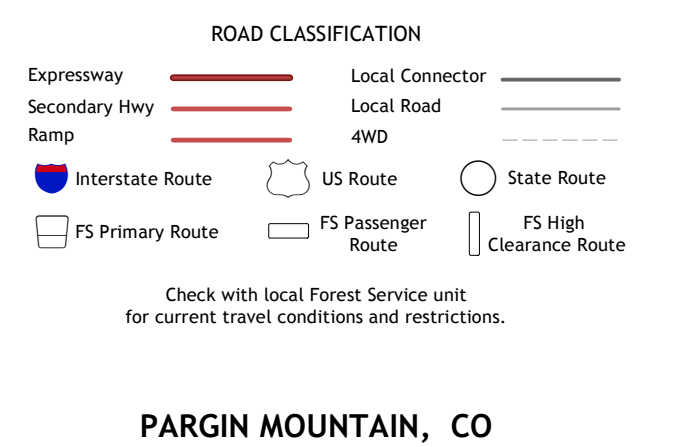 ROAD CLASSIFICATION
Expressway
Local Connector
Secondary Hwy
Local Road
Ramp
4WD
Interstate Route
US Route
State Route
FS Primary Route
FS Passenger
Route
FS High
Clearance Route
Check with local Forest Service unit
for current travel conditions and restrictions.
PARGIN MOUNTAIN, CO